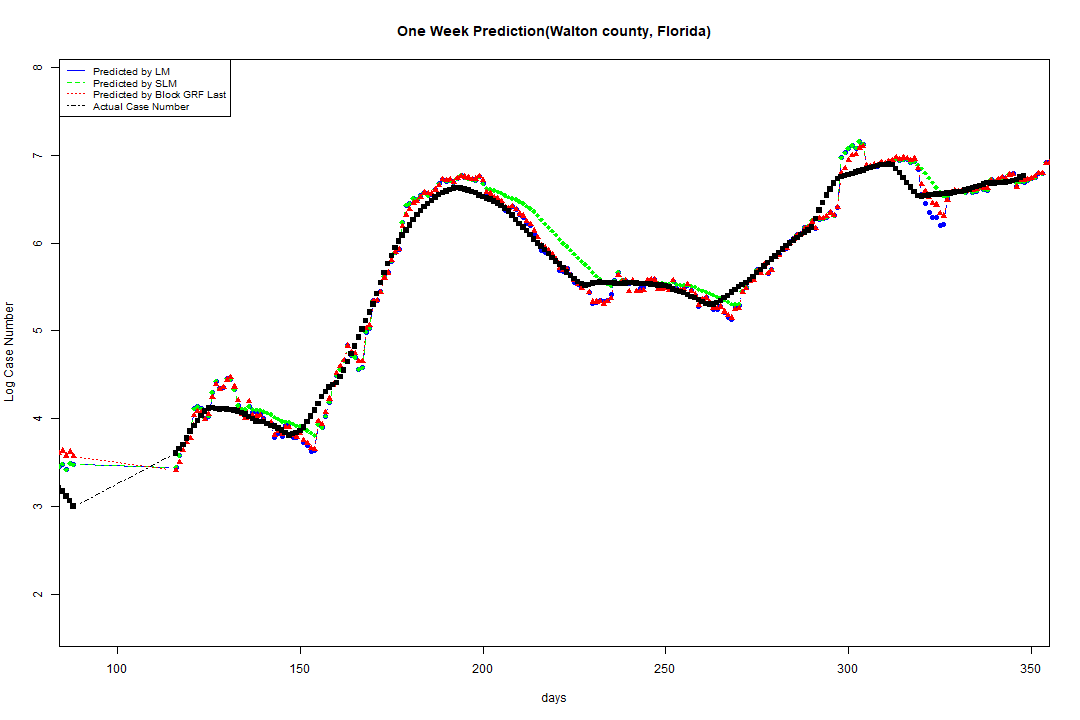 One Week Prediction(Walton county, Florida)
Predicted by LM
Predicted by SLM
Predicted by Block GRF Last
Actual Case Number
8
7
6
5
4
3
2
Log Case Number
100 150 200 250 300 350
days